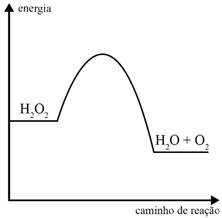 energia
H₂O₂
H₂O + O₂
caminho de reação